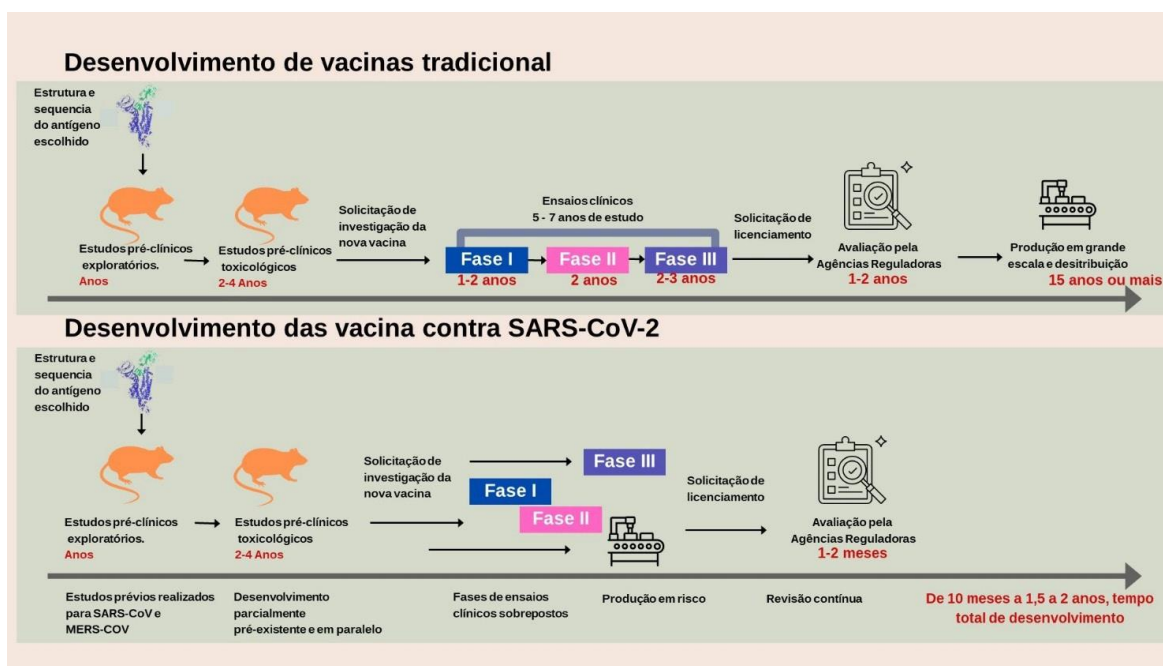 Desenvolvimento de vacinas tradicional
Estrutura e
sequencia
do antígeno
escolhido
Estudos pré-clínicos
exploratórios.
Anos
Estudos pré-clínicos
toxicológicos
2-4 Anos
Solicitação de
investigação da
nova vacina
Ensaios clínicos
5 - 7 anos de estudo
Fase I
1-2 anos
Fase II
2 anos
Fase III
2-3 anos
Solicitação de
licenciamento
Avaliação pela
Agências Reguladoras
1-2 anos
Produção em grande
escala e desitribuição
15 anos ou mais
Desenvolvimento das vacina contra SARS-CoV-2
Estrutura e
sequencia
do antígeno
escolhido
Estudos pré-clínicos
exploratórios.
Anos
Estudos pré-clínicos
toxicológicos
2-4 Anos
Solicitação de
investigação da
nova vacina
Fase III
Fase I
Fase II
Solicitação de
licenciamento
Avaliação pela
Agências Reguladoras
1-2 meses
Estudos prévios realizados
para SARS-CoV e
MERS-COV
Desenvolvimento
parcialmente
pré-existente e em paralelo
Fases de ensaios
clínicos sobrepostos
Produção em risco
Revisão contínua
De 10 meses a 1,5 a 2 anos, tempo
total de desenvolvimento